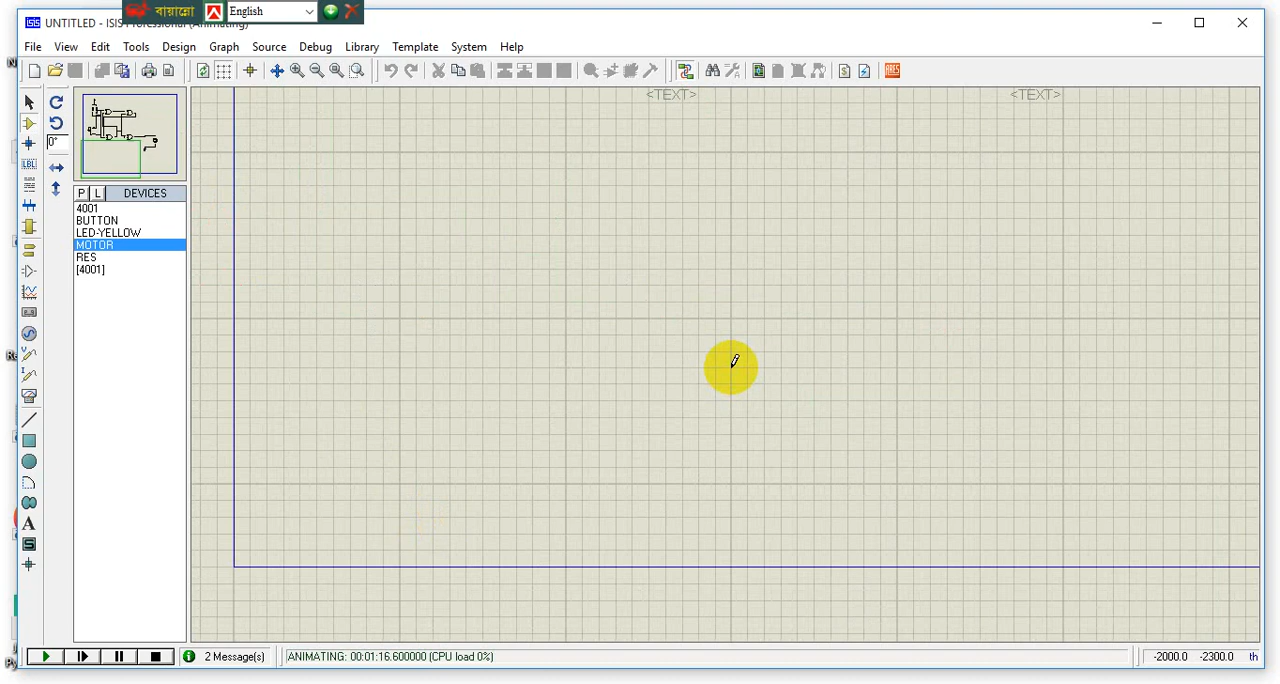 বায়ান্নো English
UNTITLED - ISIS Professional (Animating)
File View Edit Tools Design Graph Source Debug Library Template System Help
LBL
0°
P L DEVICES
4001
BUTTON
LED-YELLOW
MOTOR
RES
[4001]
<TEXT> <TEXT>
A
S
2 Message(s) ANIMATING: 00:01:16.600000 (CPU load 0%) -2000.0 -2300.0 th